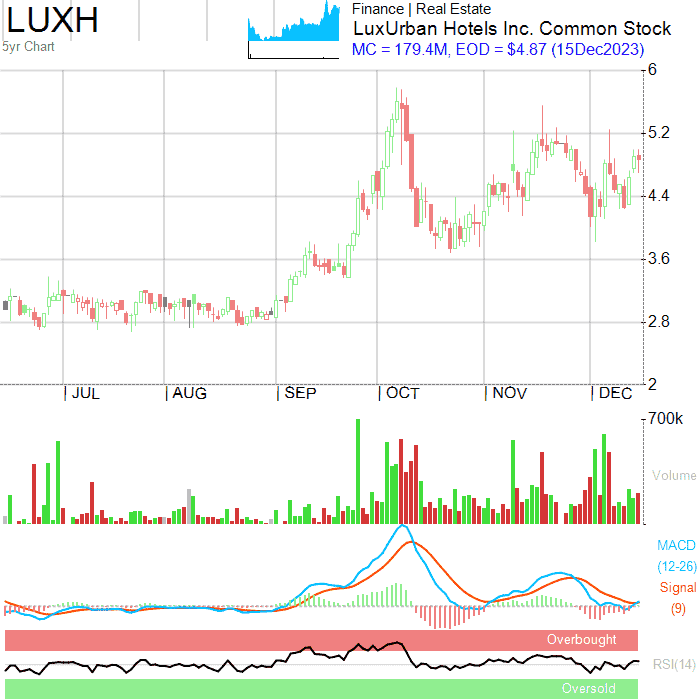 LUXH
5yr Chart
Finance | Real Estate
LuxUrban Hotels Inc. Common Stock
MC = 179.4M, EOD = $4.87 (15Dec2023)
6
5.2
4.4
3.6
2.8
2
| JUL | AUG | SEP | OCT | NOV | DEC
700k
Volume
MACD
(12-26)
Signal
(9)
Overbought
RSI(14)
Oversold